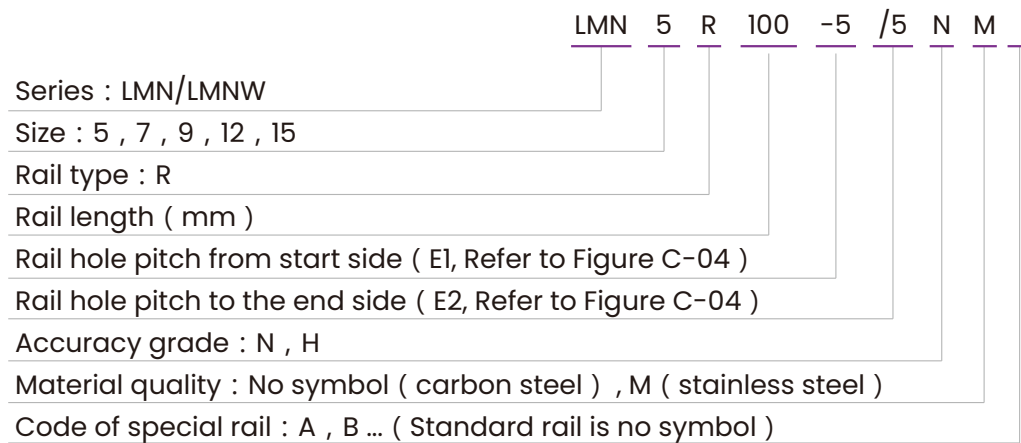 LMN 5 R 100 -5 /5 N M
Series : LMN/LMNW
Size : 5 , 7 , 9 , 12 , 15
Rail type : R
Rail length ( mm )
Rail hole pitch from start side ( E1, Refer to Figure C-04 )
Rail hole pitch to the end side ( E2, Refer to Figure C-04 )
Accuracy grade : N , H
Material quality : No symbol ( carbon steel ) , M ( stainless steel )
Code of special rail : A , B ... ( Standard rail is no symbol )